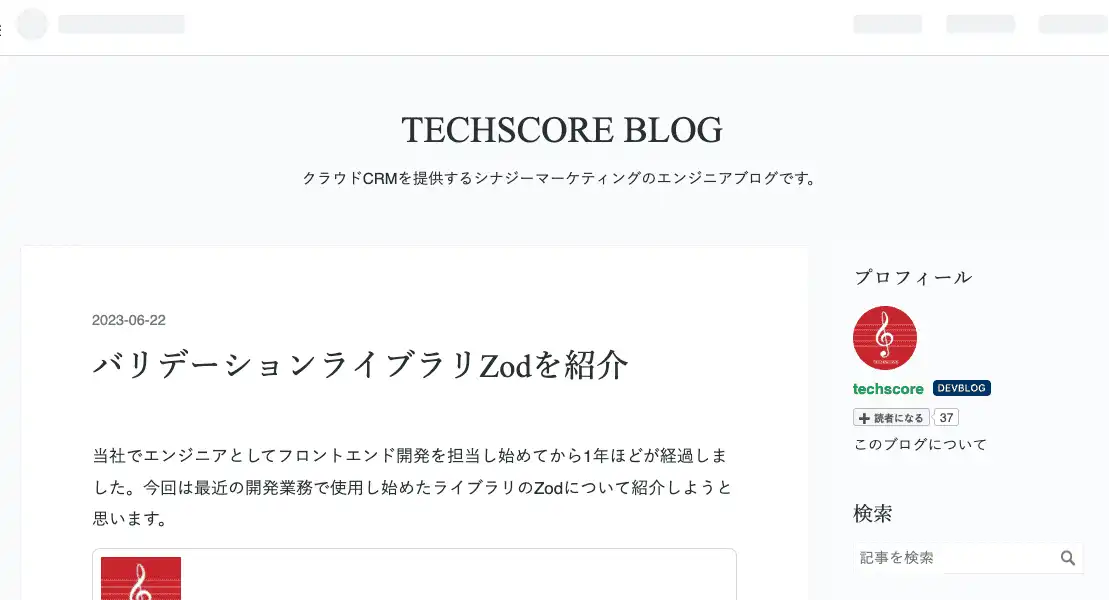 TECHSCORE BLOG
クラウドCRMを提供するシナジーマーケティングのエンジニアブログです。
2023-06-22
バリデーションライブラリZodを紹介
当社でエンジニアとしてフロントエンド開発を担当し始めてから1年ほどが経過しま
した。今回は最近の開発業務で使用し始めたライブラリのZodについて紹介しようと
思います。
プロフィール
techscore DEVBLOG
読者になる 37
このブログについて
検索
記事を検索